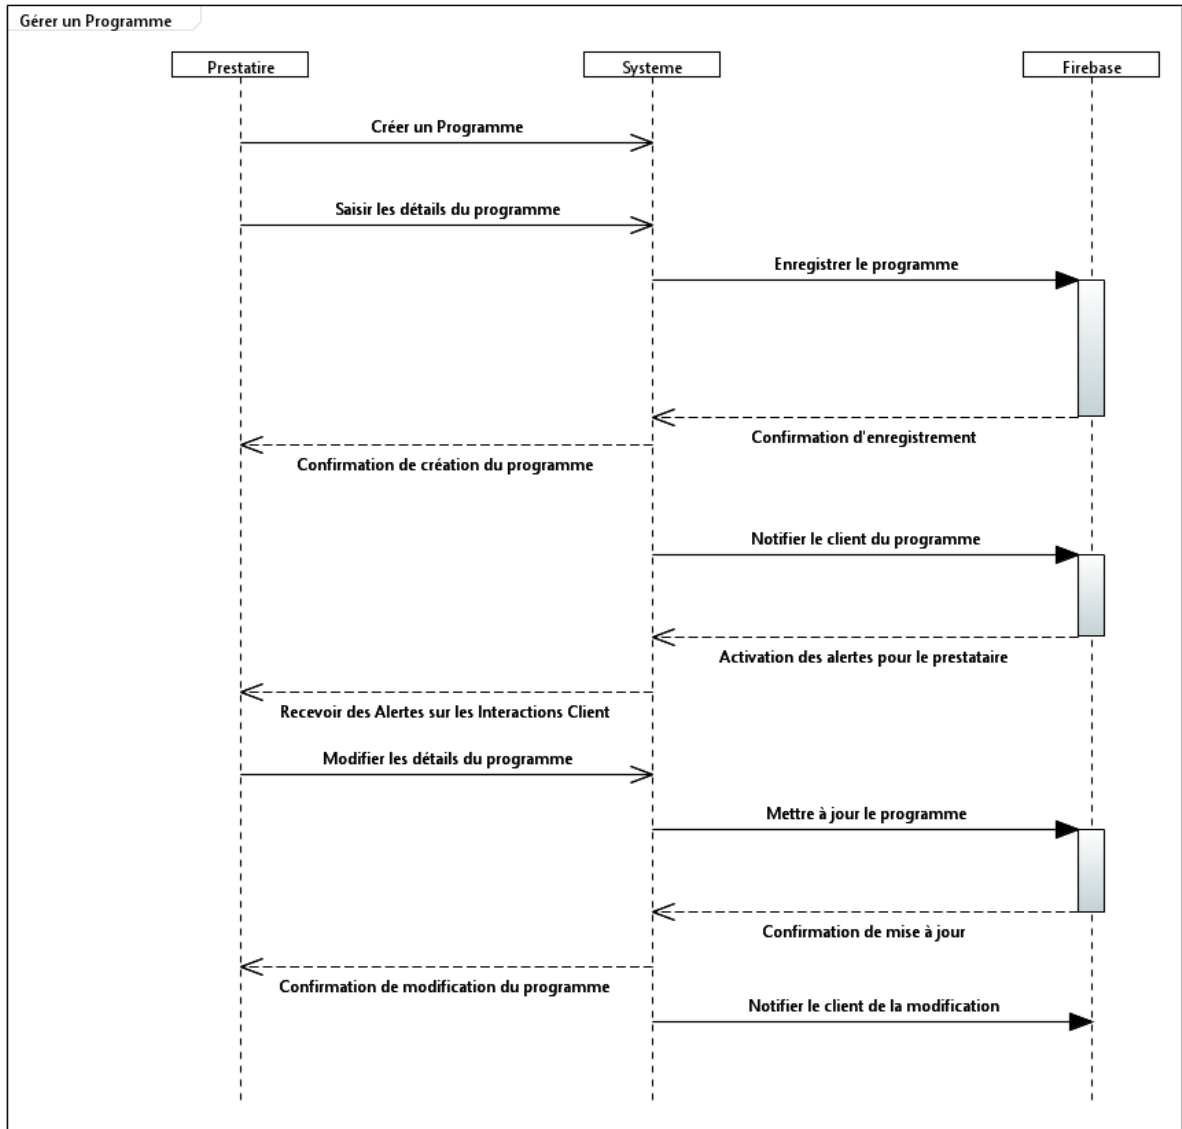 Gérer un Programme
Prestatire
Systeme
Firebase
Créer un Programme
Saisir les détails du programme
Enregistrer le programme
Confirmation d'enregistrement
Confirmation de création du programme
Notifier le client du programme
Activation des alertes pour le prestataire
Recevoir des Alertes sur les Interactions Client
Modifier les détails du programme
Mettre à jour le programme
Confirmation de mise à jour
Confirmation de modification du programme
Notifier le client de la modification